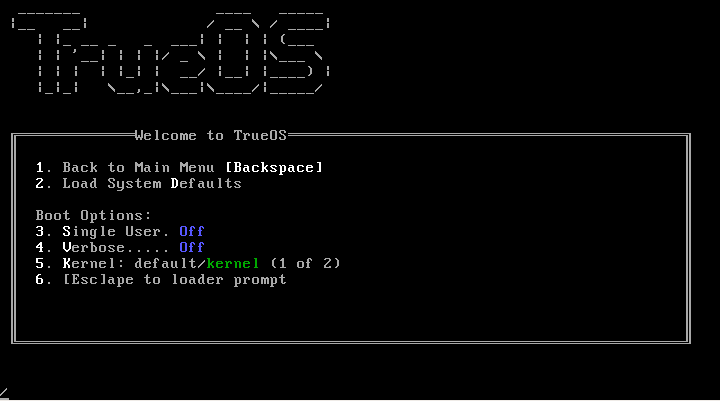 TrueOS
Welcome to TrueOS
1. Back to Main Menu [Backspace]
2. Load System Defaults
Boot Options:
3. Single User. Off
4. Verbose..... Off
5. Kernel: default/kernel (1 of 2)
6. [Esc]ape to loader prompt
/